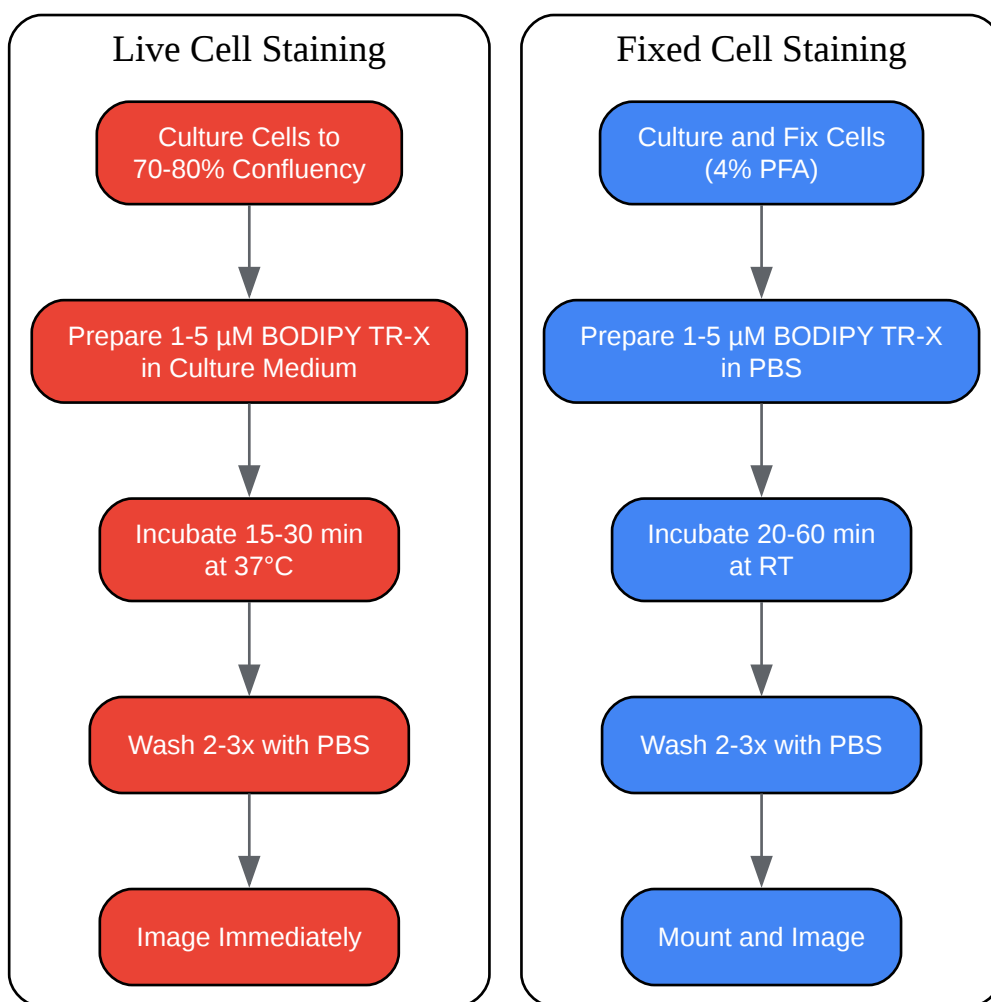 Live Cell Staining
Culture Cells to
70-80% Confluency
Prepare 1-5 µM BODIPY TR-X
in Culture Medium
Incubate 15-30 min
at 37°C
Wash 2-3x with PBS
Image Immediately
Fixed Cell Staining
Culture and Fix Cells
(4% PFA)
Prepare 1-5 µM BODIPY TR-X
in PBS
Incubate 20-60 min
at RT
Wash 2-3x with PBS
Mount and Image